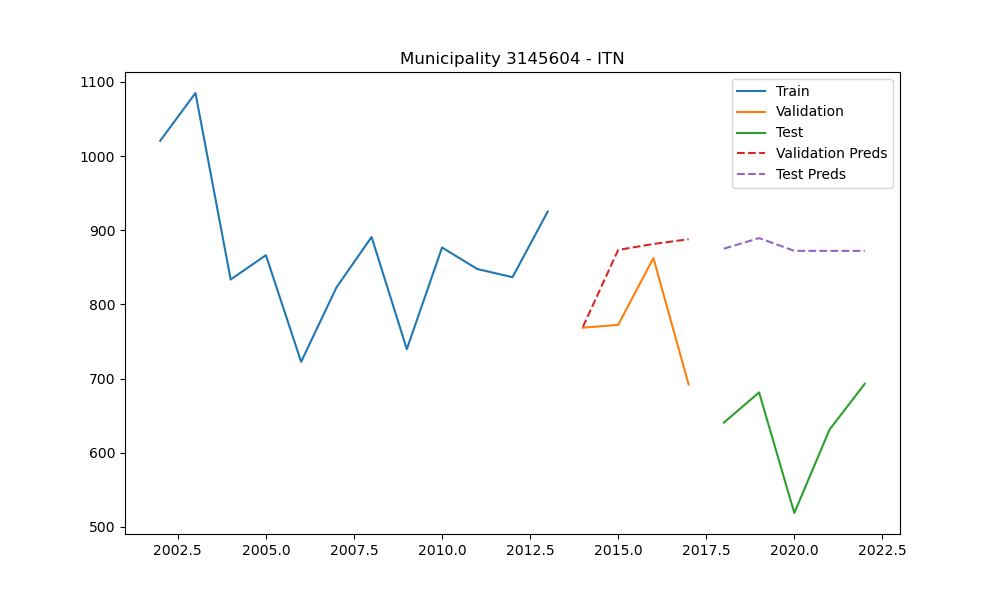 Municipality 3145604 - ITN
1100
1000
900
800
700
600
500
Train
Validation
Test
Validation Preds
Test Preds
2002.5 2005.0 2007.5 2010.0 2012.5 2015.0 2017.5 2020.0 2022.5